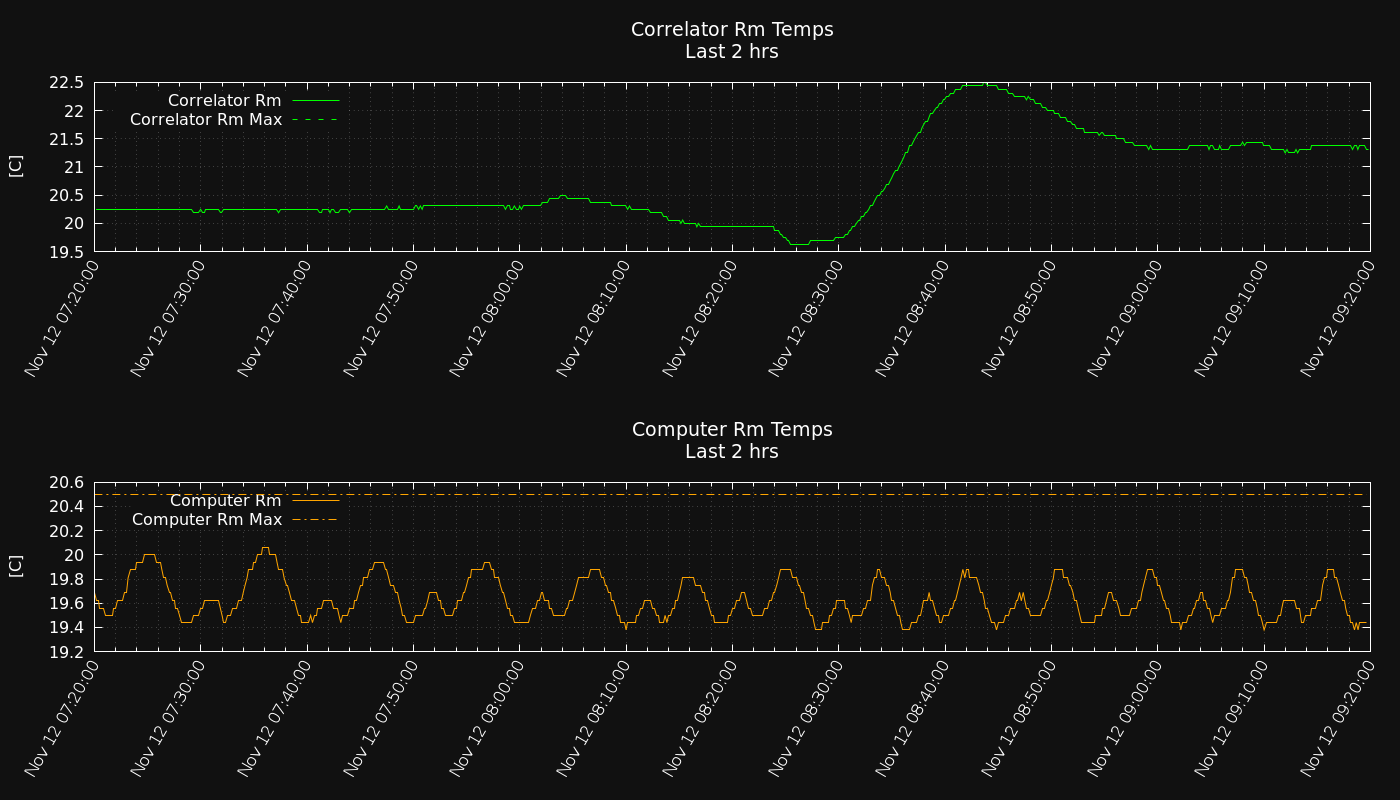 Correlator Rm Temps
Last 2 hrs
[C]
22.5
22
21.5
21
20.5
20
19.5
Correlator Rm
Correlator Rm Max
Nov 12 07:20:00
Nov 12 07:30:00
Nov 12 07:40:00
Nov 12 07:50:00
Nov 12 08:00:00
Nov 12 08:10:00
Nov 12 08:20:00
Nov 12 08:30:00
Nov 12 08:40:00
Nov 12 08:50:00
Nov 12 09:00:00
Nov 12 09:10:00
Nov 12 09:20:00
Computer Rm Temps
Last 2 hrs
[C]
20.6
20.4
20.2
20
19.8
19.6
19.4
19.2
Computer Rm
Computer Rm Max
Nov 12 07:20:00
Nov 12 07:30:00
Nov 12 07:40:00
Nov 12 07:50:00
Nov 12 08:00:00
Nov 12 08:10:00
Nov 12 08:20:00
Nov 12 08:30:00
Nov 12 08:40:00
Nov 12 08:50:00
Nov 12 09:00:00
Nov 12 09:10:00
Nov 12 09:20:00